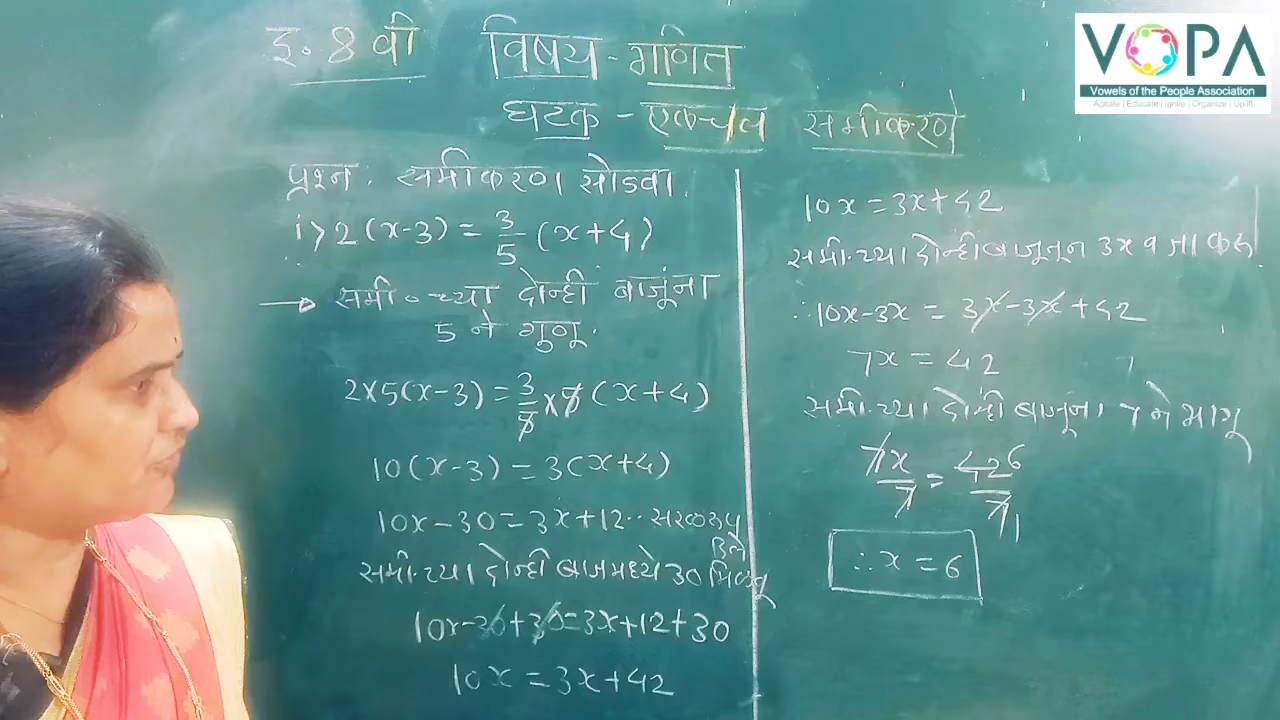 इ. 8 वी विषय - गणित
घटक - एकचल समीकरण
प्रश्न. समीकरण सोडवा.
i> 2(x-3) = 3/5 (x+4)
→ समी० च्या दोन्ही बाजूंना
5 ने गुणू.
2×5(x-3) = 3/5 × 5 (x+4)
10(x-3) = 3(x+4)
10x-30 = 3x+12 .. सरळरूप
दिले
समी. च्या दोन्ही बाजूमध्ये 30 मिळवू
10x-30+30 = 3x+12+30
10x = 3x+42
10x = 3x+42
समी. च्या दोन्ही बाजूतून 3x वजा करू.
∴ 10x-3x = 3x-3x+42
7x = 42
समी. च्या दोन्ही बाजूंना 7 ने भागू
7x/7 = 42 6/7 1
∴ x = 6
VOPA
Vowels of the People Association
Agitate | Educate | Ignite | Organize | Uplift